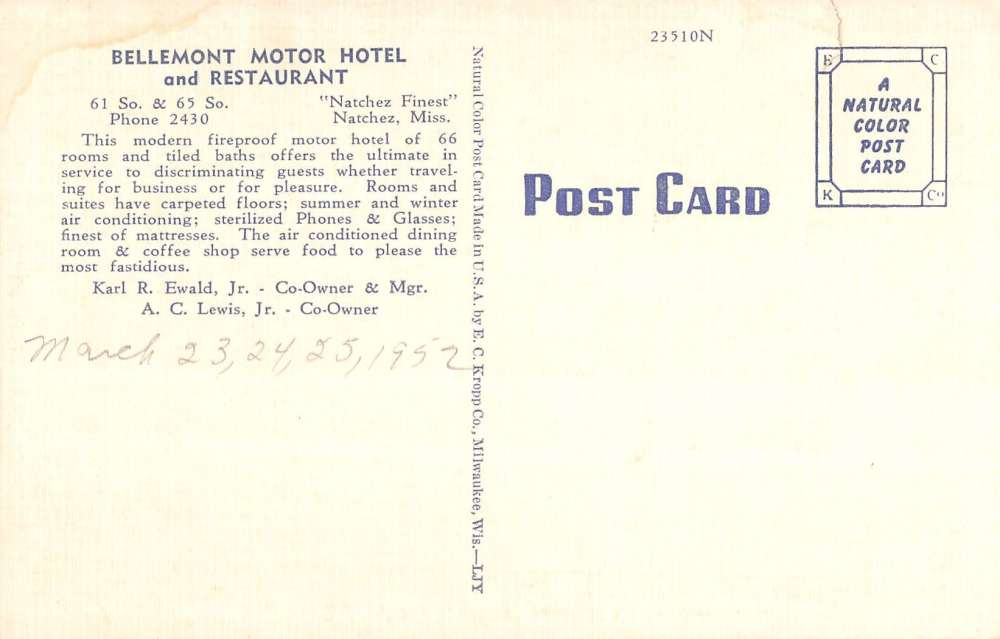 BELLEMONT MOTOR HOTEL
and RESTAURANT
61 So. & 65 So. "Natchez Finest"
Phone 2430 Natchez, Miss.
This modern fireproof motor hotel of 66
rooms and tiled baths offers the ultimate in
service to discriminating guests whether travel-
ing for business or for pleasure. Rooms and
suites have carpeted floors; summer and winter
air conditioning; sterilized Phones & Glasses;
finest of mattresses. The air conditioned dining
room & coffee shop serve food to please the
most fastidious.
Karl R. Ewald, Jr. - Co-Owner & Mgr.
A. C. Lewis, Jr. - Co-Owner
March 23, 24, 25, 1952
Natural Color Post Card Made In U.S.A. by E. C. Kropp Co., Milwaukee, Wis.—LJY
23510N
POST CARD
E C
A
NATURAL
COLOR
POST
CARD
K Co